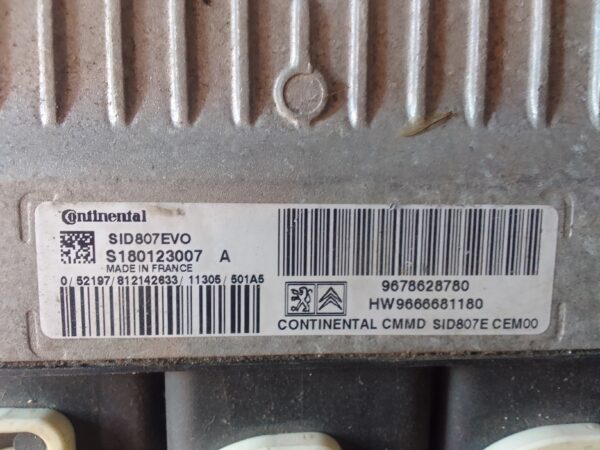 Continental
SID807EVO
S180123007 A
MADE IN FRANCE
0/52197/812142633/11305/501A5
9678628780
HW9666681180
CONTINENTAL CMMD SID807E CEM00